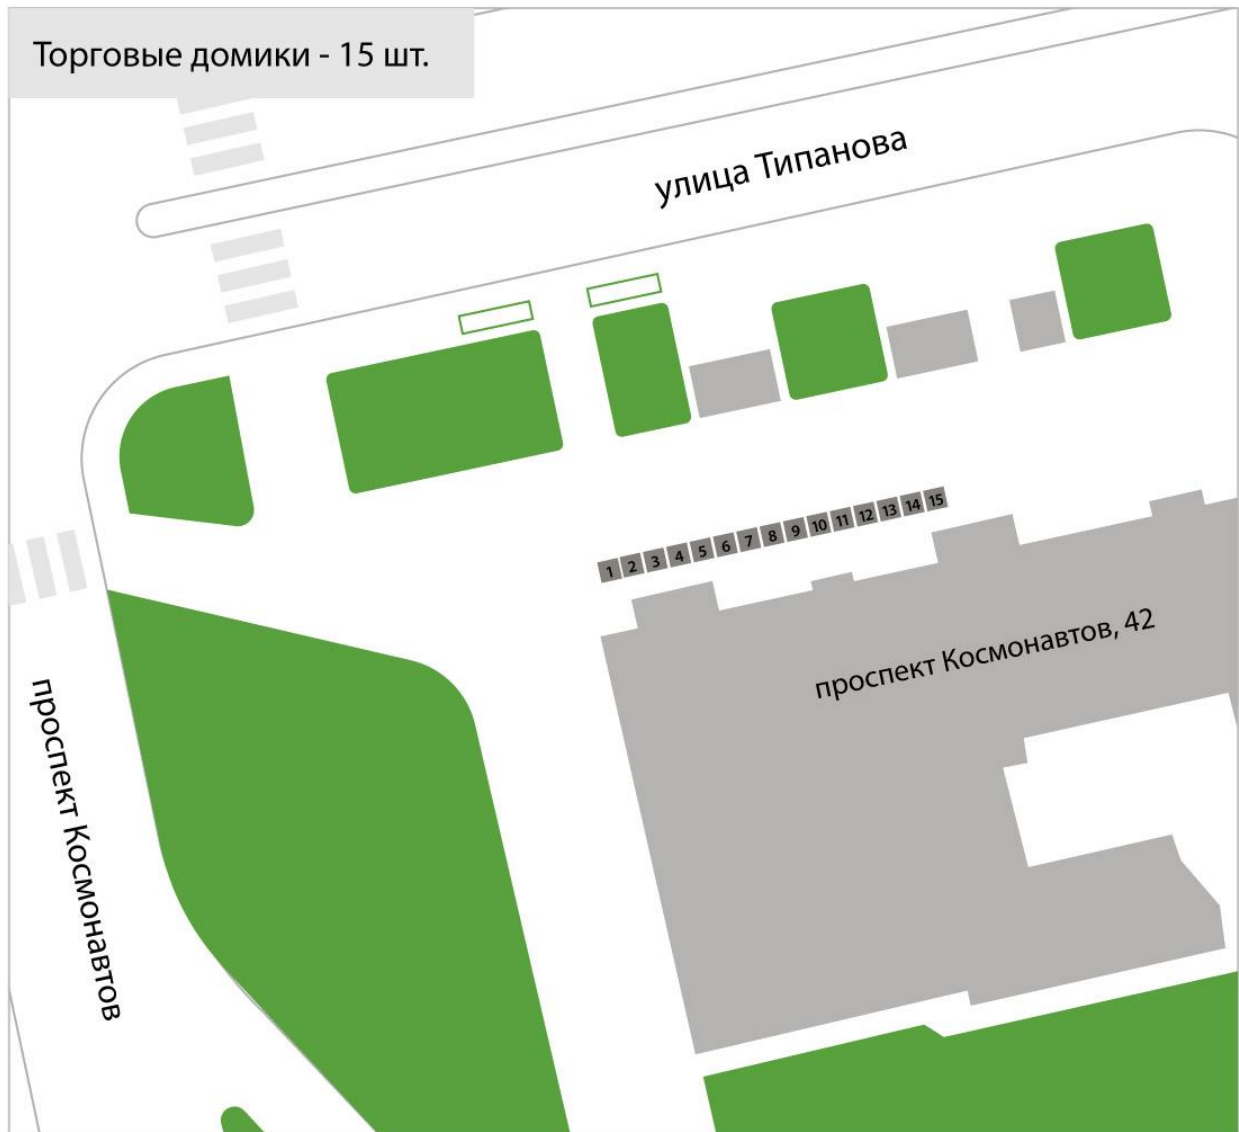 Торговые домики - 15 шт.
улица Типанова
1 2 3 4 5 6 7 8 9 10 11 12 13 14 15
проспект Космонавтов, 42
проспект Космонавтов